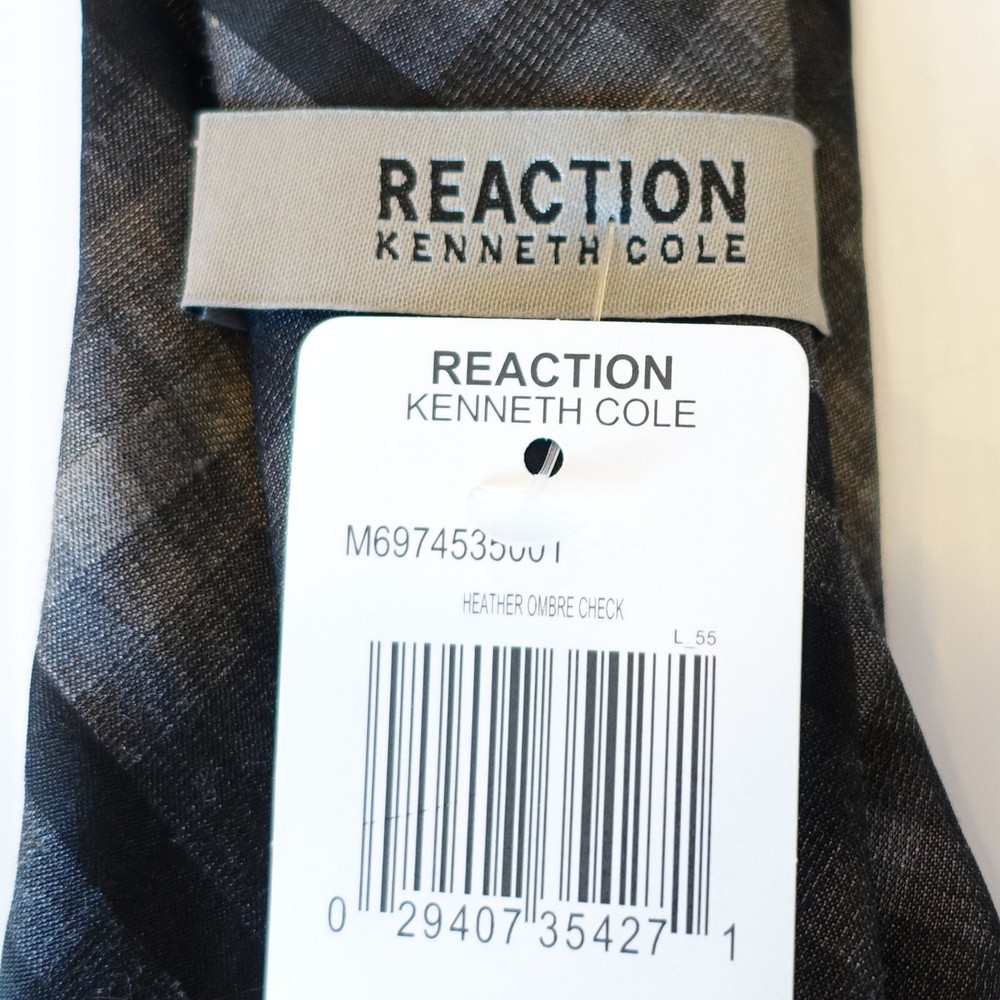 REACTION
KENNETH COLE
REACTION
KENNETH COLE
M6974535001
HEATHER OMBRE CHECK
L_55
0 29407 35427 1